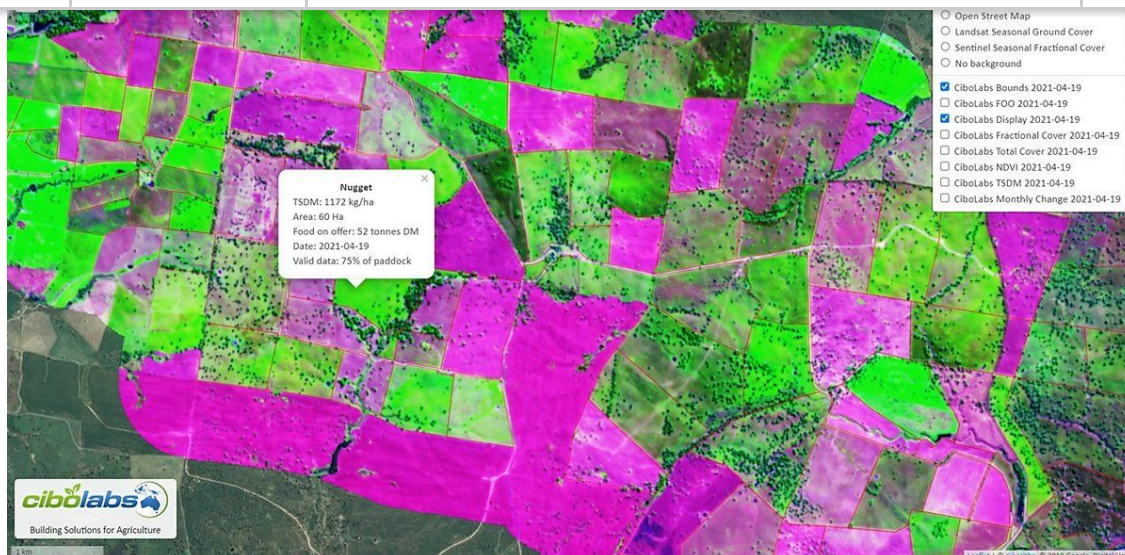 Open Street Map
Landsat Seasonal Ground Cover
Sentinel Seasonal Fractional Cover
No background
CiboLabs Bounds 2021-04-19
CiboLabs FOO 2021-04-19
CiboLabs Display 2021-04-19
CiboLabs Fractional Cover 2021-04-19
CiboLabs Total Cover 2021-04-19
CiboLabs NDVI 2021-04-19
CiboLabs TSDM 2021-04-19
CiboLabs Monthly Change 2021-04-19
×
Nugget
TSDM: 1172 kg/ha
Area: 60 Ha
Food on offer: 52 tonnes DM
Date: 2021-04-19
Valid data: 75% of paddock
cibolabs
Building Solutions for Agriculture
1 km
Leaflet | ©